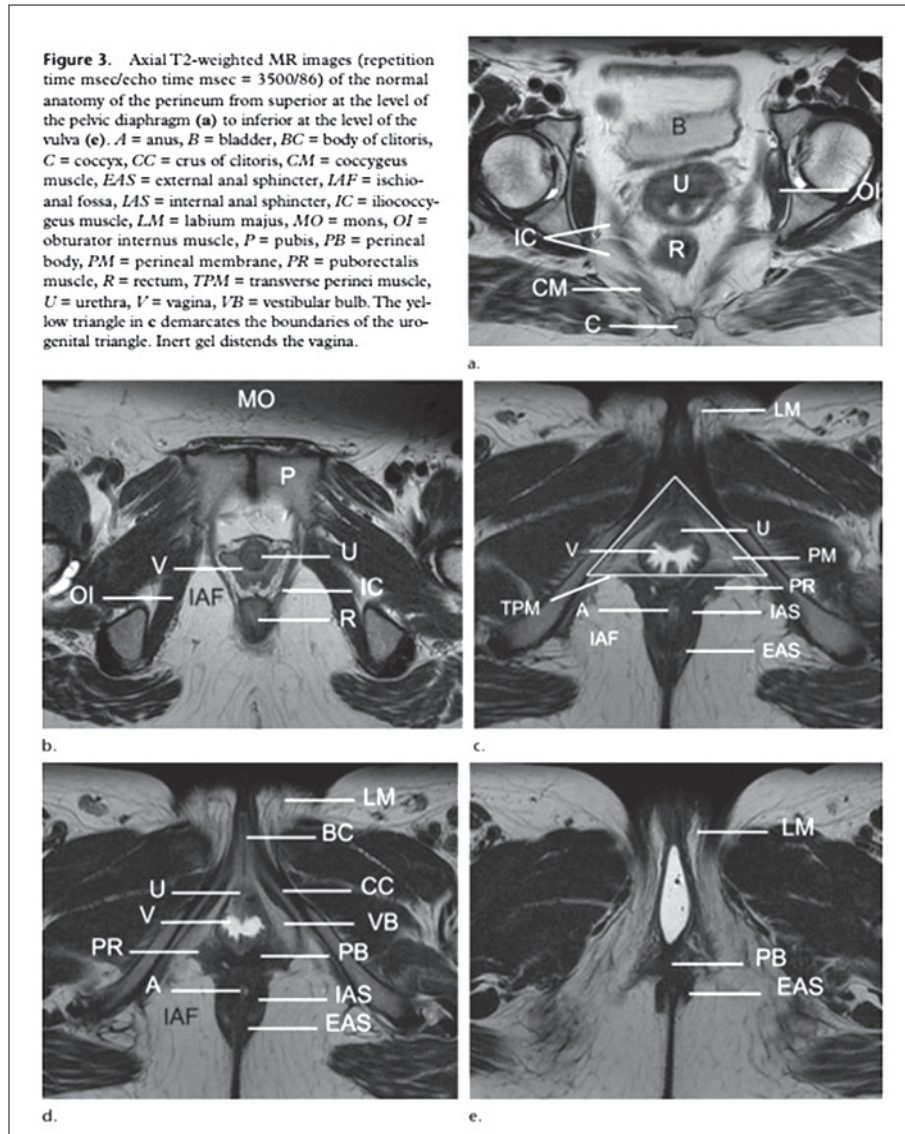 Figure 3. Axial T2-weighted MR images (repetition
time msec/echo time msec = 3500/86) of the normal
anatomy of the perineum from superior at the level of
the pelvic diaphragm (a) to inferior at the level of the
vulva (e). A = anus, B = bladder, BC = body of clitoris,
C = coccyx, CC = crus of clitoris, CM = coccygeus
muscle, EAS = external anal sphincter, IAF = ischio-
anal fossa, IAS = internal anal sphincter, IC = iliococcy-
geus muscle, LM = labium majus, MO = mons, OI =
obturator internus muscle, P = pubis, PB = perineal
body, PM = perineal membrane, PR = puborectalis
muscle, R = rectum, TPM = transverse perinei muscle,
U = urethra, V = vagina, VB = vestibular bulb. The yel-
low triangle in c demarcates the boundaries of the uro-
genital triangle. Inert gel distends the vagina.
B
U
OI
IC
R
CM
C
a.
MO
P
V
U
OI
IAF
IC
R
b.
LM
U
V
PM
PR
TPM
A
IAS
IAF
EAS
c.
LM
BC
U
CC
V
VB
PR
PB
A
IAS
IAF
EAS
d.
LM
PB
EAS
e.